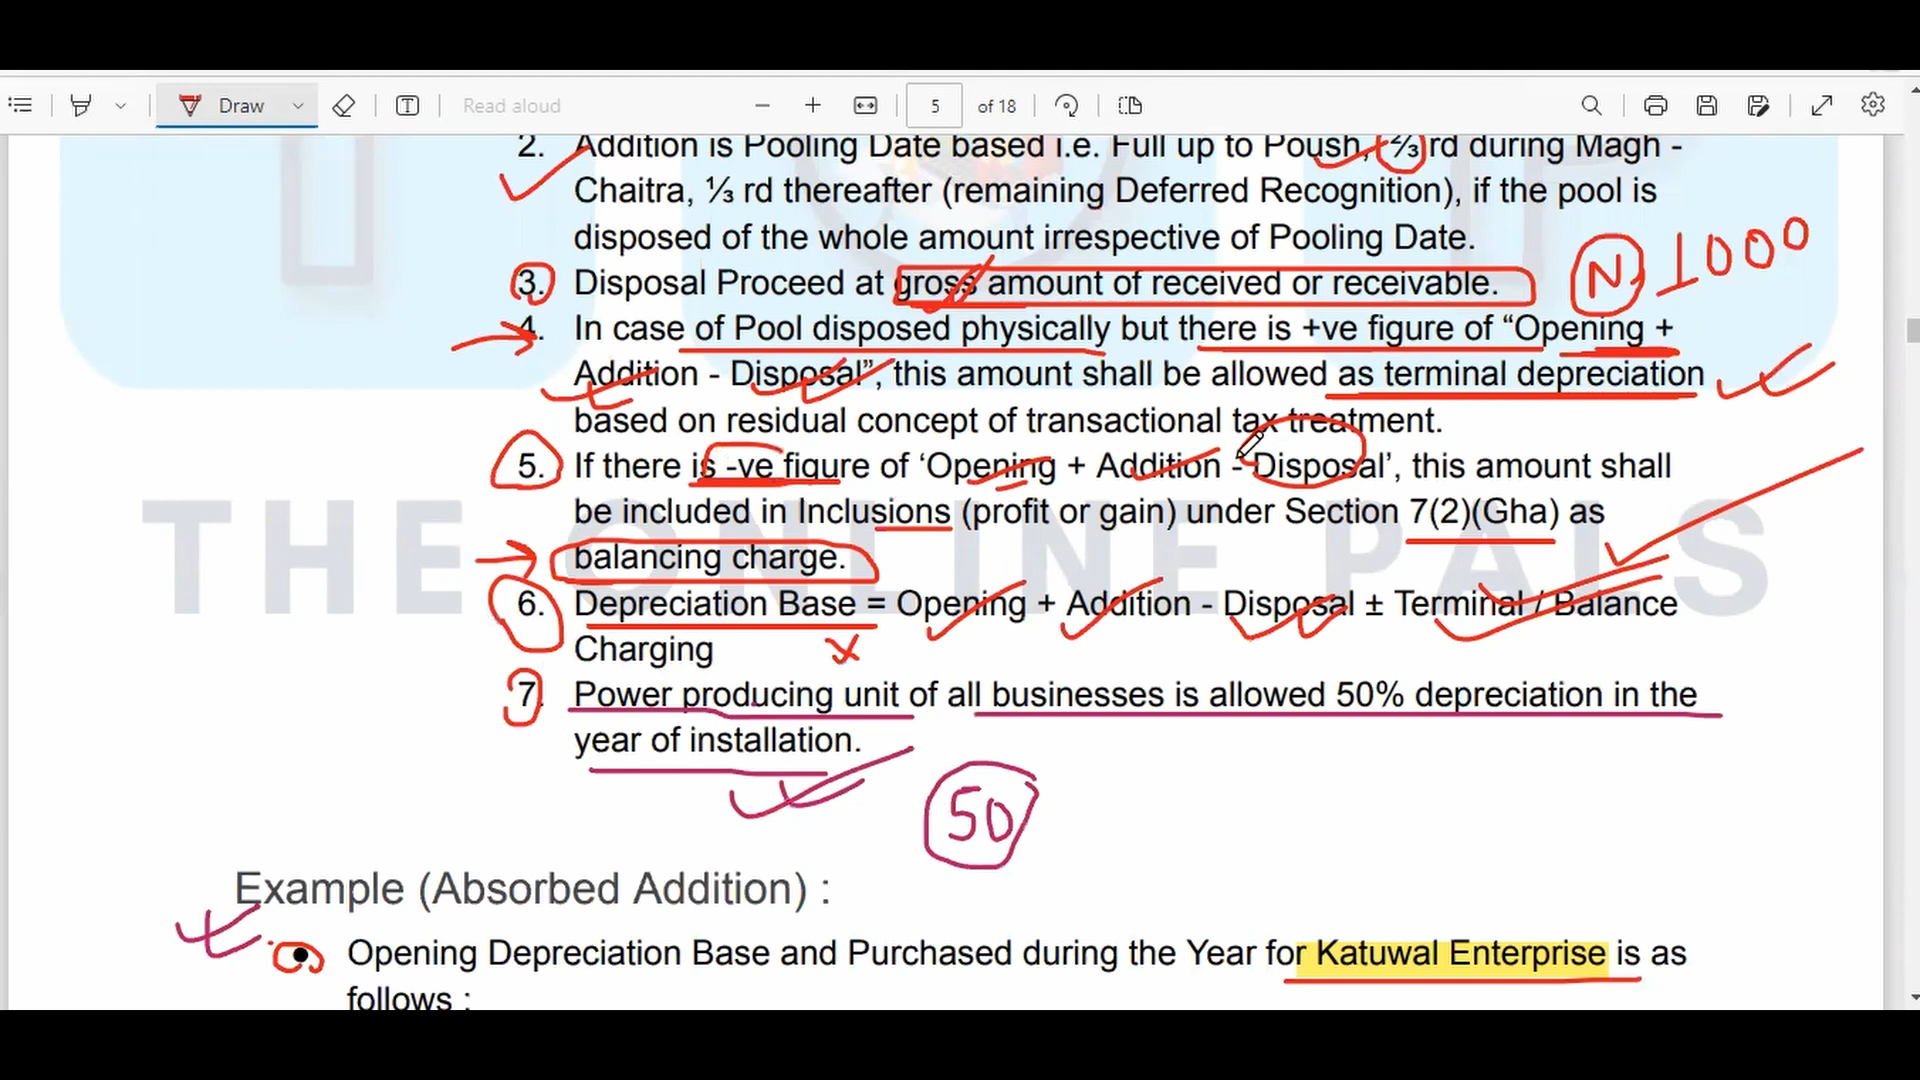 Draw
Read aloud
5 of 18
2. Addition is Pooling Date based i.e. Full up to Poush, ⅔ rd during Magh -
Chaitra, ⅓ rd thereafter (remaining Deferred Recognition), if the pool is
disposed of the whole amount irrespective of Pooling Date.
3. Disposal Proceed at gross amount of received or receivable.
N 1000
4. In case of Pool disposed physically but there is +ve figure of “Opening +
Addition - Disposal”, this amount shall be allowed as terminal depreciation
based on residual concept of transactional tax treatment.
5. If there is -ve figure of ‘Opening + Addition - Disposal’, this amount shall
be included in Inclusions (profit or gain) under Section 7(2)(Gha) as
balancing charge.
6. Depreciation Base = Opening + Addition - Disposal ± Terminal / Balance
Charging
7. Power producing unit of all businesses is allowed 50% depreciation in the
year of installation.
50
THE ONLINE PALS
Example (Absorbed Addition) :
Opening Depreciation Base and Purchased during the Year for Katuwal Enterprise is as
follows :